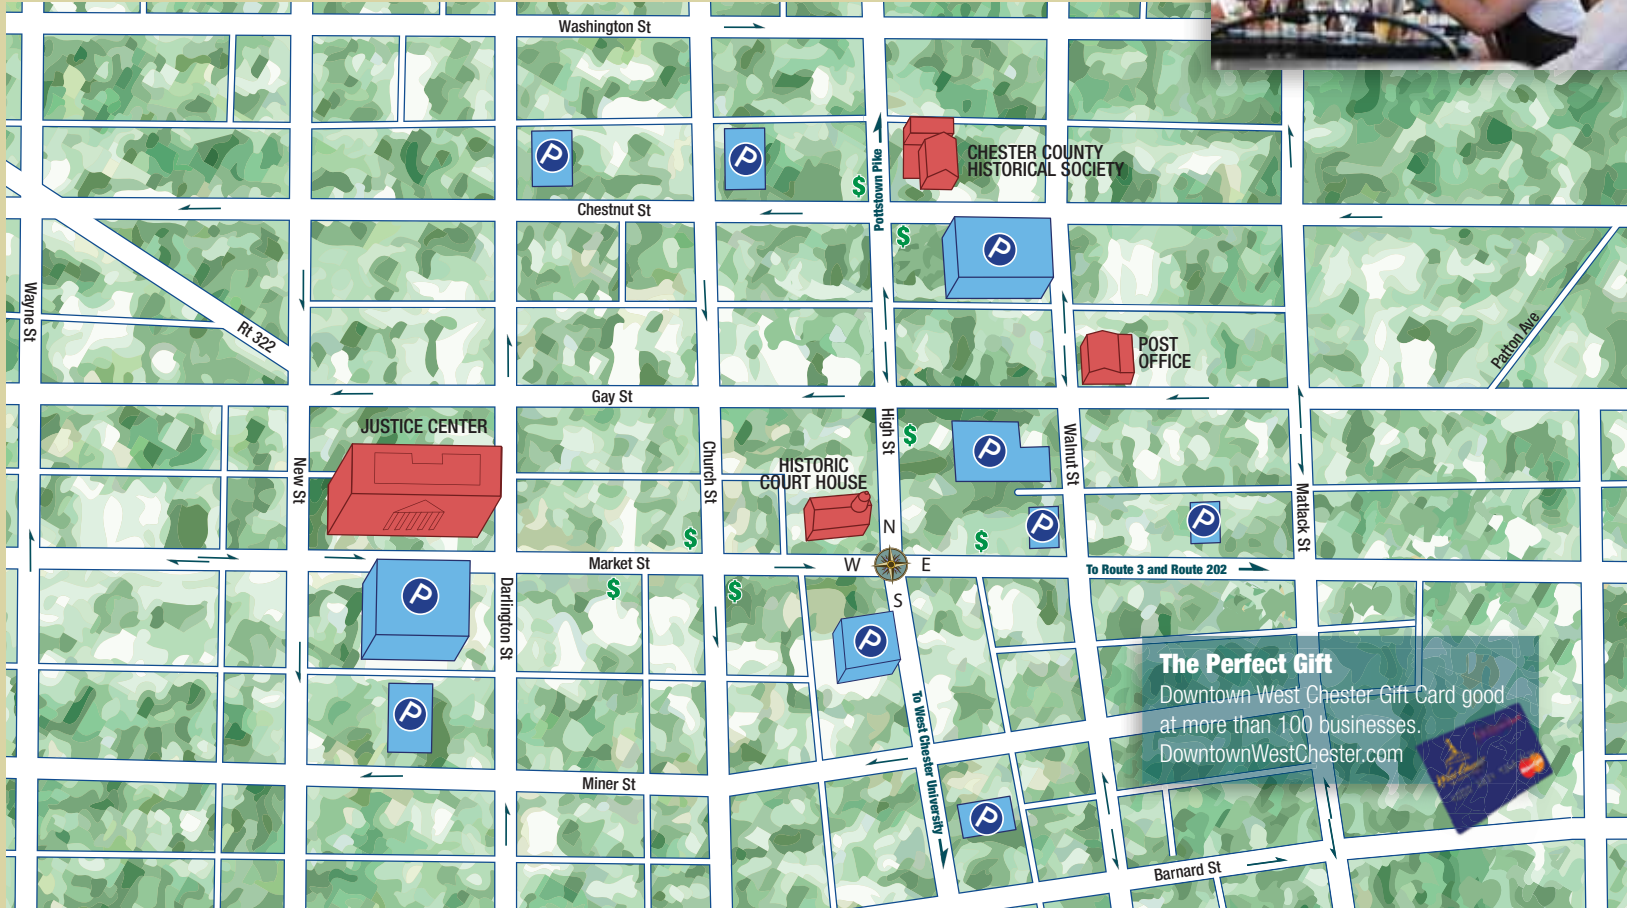 Washington St
P
P
CHESTER COUNTY
HISTORICAL SOCIETY
Pottstown Pike
$
Chestnut St
$
P
Wayne St
Rt 322
Patton Ave
POST
OFFICE
Gay St
JUSTICE CENTER
High St
$
P
Walnut St
New St
Church St
HISTORIC
COURT HOUSE
Matlack St
P
P
N
$
$
Market St
W
E
S
To Route 3 and Route 202
P
Darlington St
$
$
P
The Perfect Gift
Downtown West Chester Gift Card good
at more than 100 businesses.
DowntownWestChester.com
To West Chester University
P
Miner St
P
Barnard St